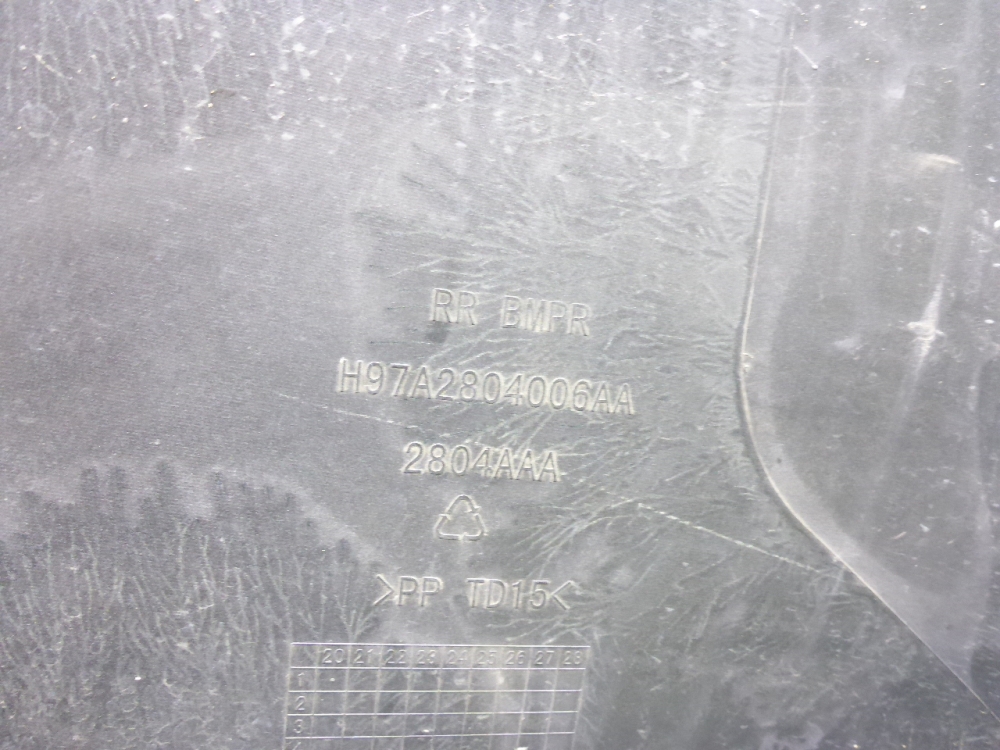 RR BMPR
H97A2804006AA
2804AAA
>PP TD15<
20 21 22 23 24 25 26 27 28
1
2
3